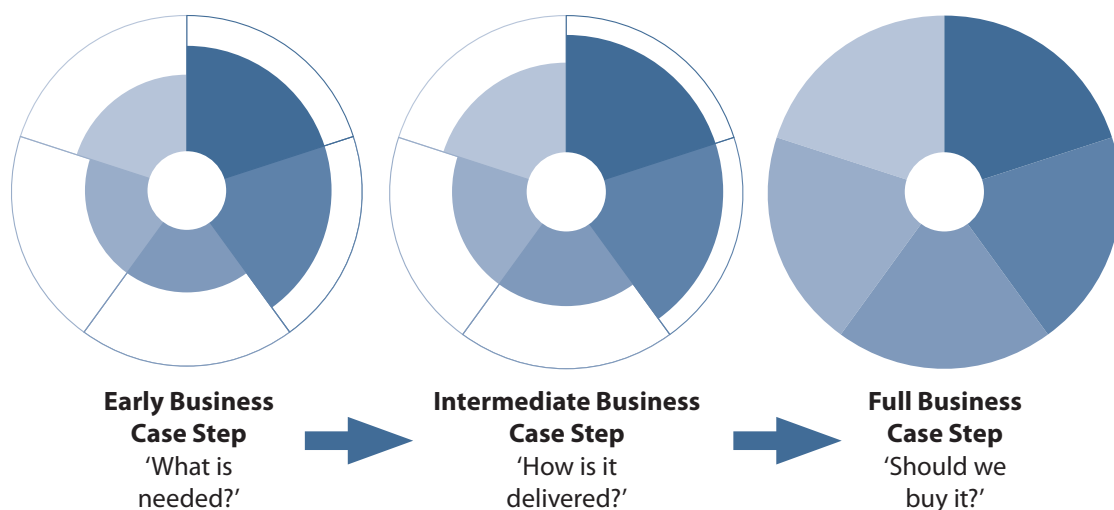 Early Business
Case Step
‘What is
needed?’
Intermediate Business
Case Step
‘How is it
delivered?’
Full Business
Case Step
‘Should we
buy it?’